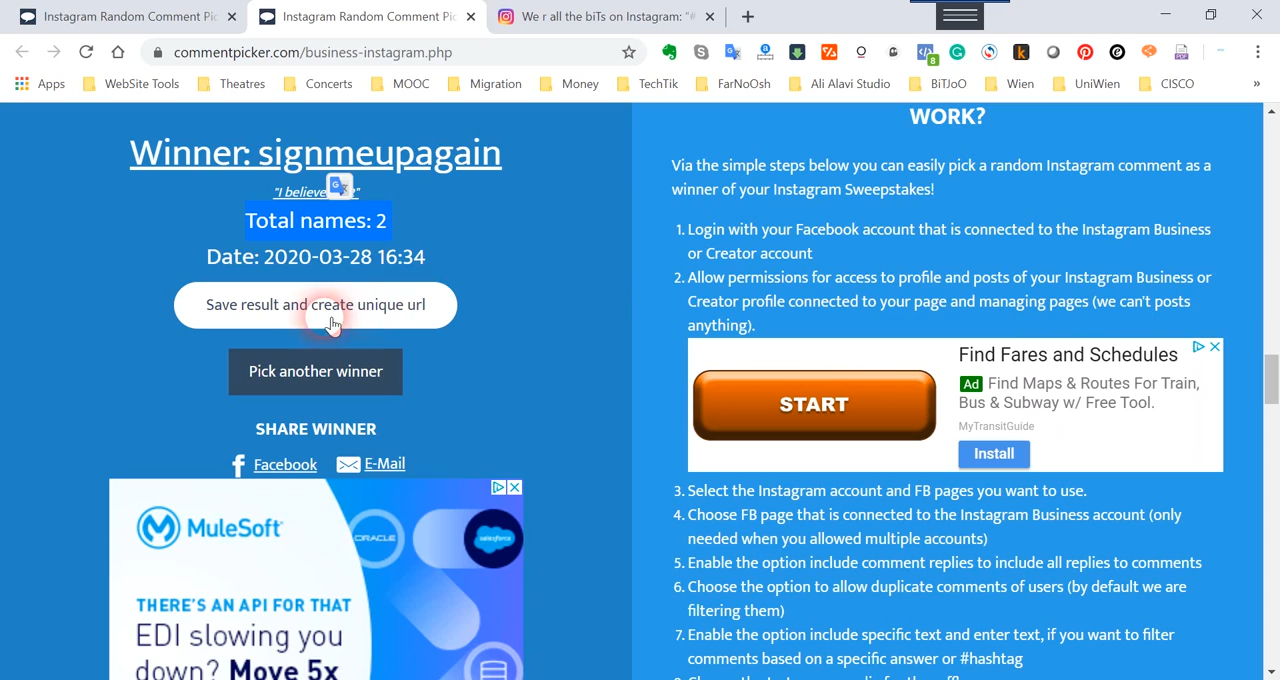 Instagram Random Comment Pic
Instagram Random Comment Pic
We r all the biTs on Instagram: "#
commentpicker.com/business-instagram.php
8
Apps
WebSite Tools
Theatres
Concerts
MOOC
Migration
Money
TechTik
FarNoOsh
Ali Alavi Studio
BiTJoO
Wien
UniWien
CISCO
»
Winner: signmeupagain
"I believe
Total names: 2
Date: 2020-03-28 16:34
Save result and create unique url
Pick another winner
SHARE WINNER
Facebook
E-Mail
MuleSoft
ORACLE
salesforce
THERE'S AN API FOR THAT
EDI slowing you
down? Move 5x
WORK?
Via the simple steps below you can easily pick a random Instagram comment as a
winner of your Instagram Sweepstakes!
1. Login with your Facebook account that is connected to the Instagram Business
or Creator account
2. Allow permissions for access to profile and posts of your Instagram Business or
Creator profile connected to your page and managing pages (we can't posts
anything).
START
Find Fares and Schedules
Ad Find Maps & Routes For Train,
Bus & Subway w/ Free Tool.
MyTransitGuide
Install
3. Select the Instagram account and FB pages you want to use.
4. Choose FB page that is connected to the Instagram Business account (only
needed when you allowed multiple accounts)
5. Enable the option include comment replies to include all replies to comments
6. Choose the option to allow duplicate comments of users (by default we are
filtering them)
7. Enable the option include specific text and enter text, if you want to filter
comments based on a specific answer or #hashtag